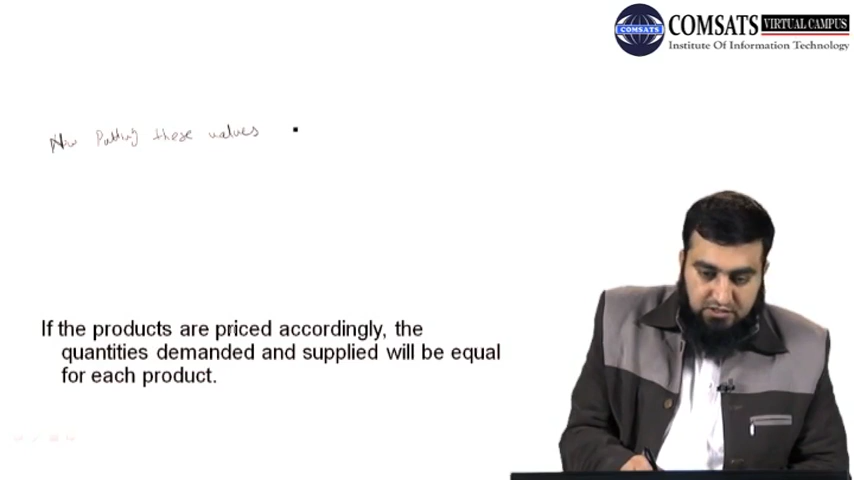 COMSATS VIRTUAL CAMPUS
Institute Of Information Technology
COMSATS
Now Putting these values
If the products are priced accordingly, the
quantities demanded and supplied will be equal
for each product.